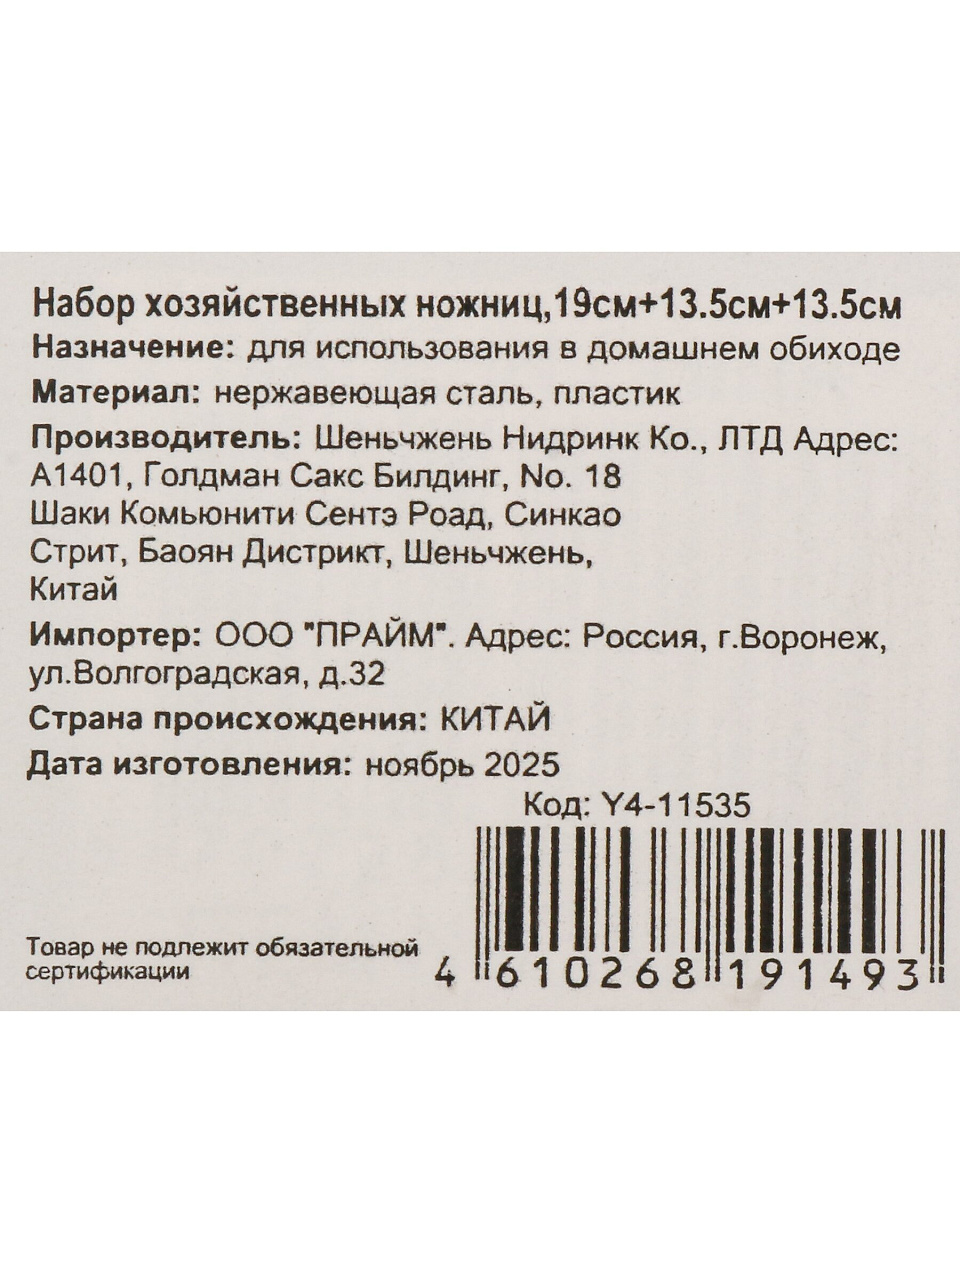 Набор хозяйственных ножниц,19см+13.5см+13.5см
Назначение: для использования в домашнем обиходе
Материал: нержавеющая сталь, пластик
Производитель: Шеньчжень Нидринк Ко., ЛТД Адрес:
А1401, Голдман Сакс Билдинг, No. 18
Шаки Комьюнити Сентэ Роад, Синкао
Стрит, Баоян Дистрикт, Шеньчжень,
Китай
Импортер: ООО "ПРАЙМ". Адрес: Россия, г.Воронеж,
ул.Волгоградская, д.32
Страна происхождения: КИТАЙ
Дата изготовления: ноябрь 2025
Код: Y4-11535
Товар не подлежит обязательной
сертификации
4 610268 191493